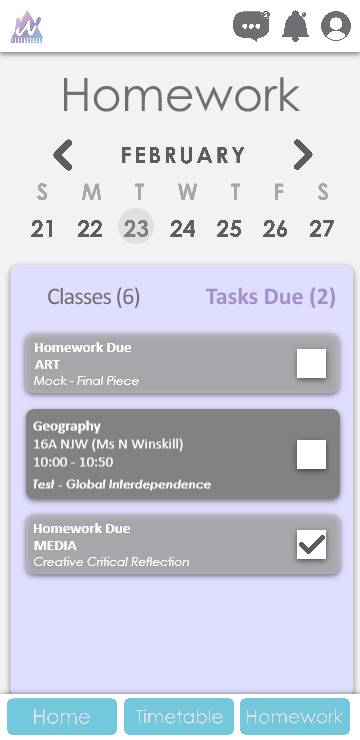 Homework
FEBRUARY
S M T W T F S
21 22 23 24 25 26 27
Classes (6) Tasks Due (2)
Homework Due
ART
Mock - Final Piece
Geography
16A NJW (Ms N Winskill)
10:00 - 10:50
Test - Global Interdependence
Homework Due
MEDIA
Creative Critical Reflection
Home Timetable Homework